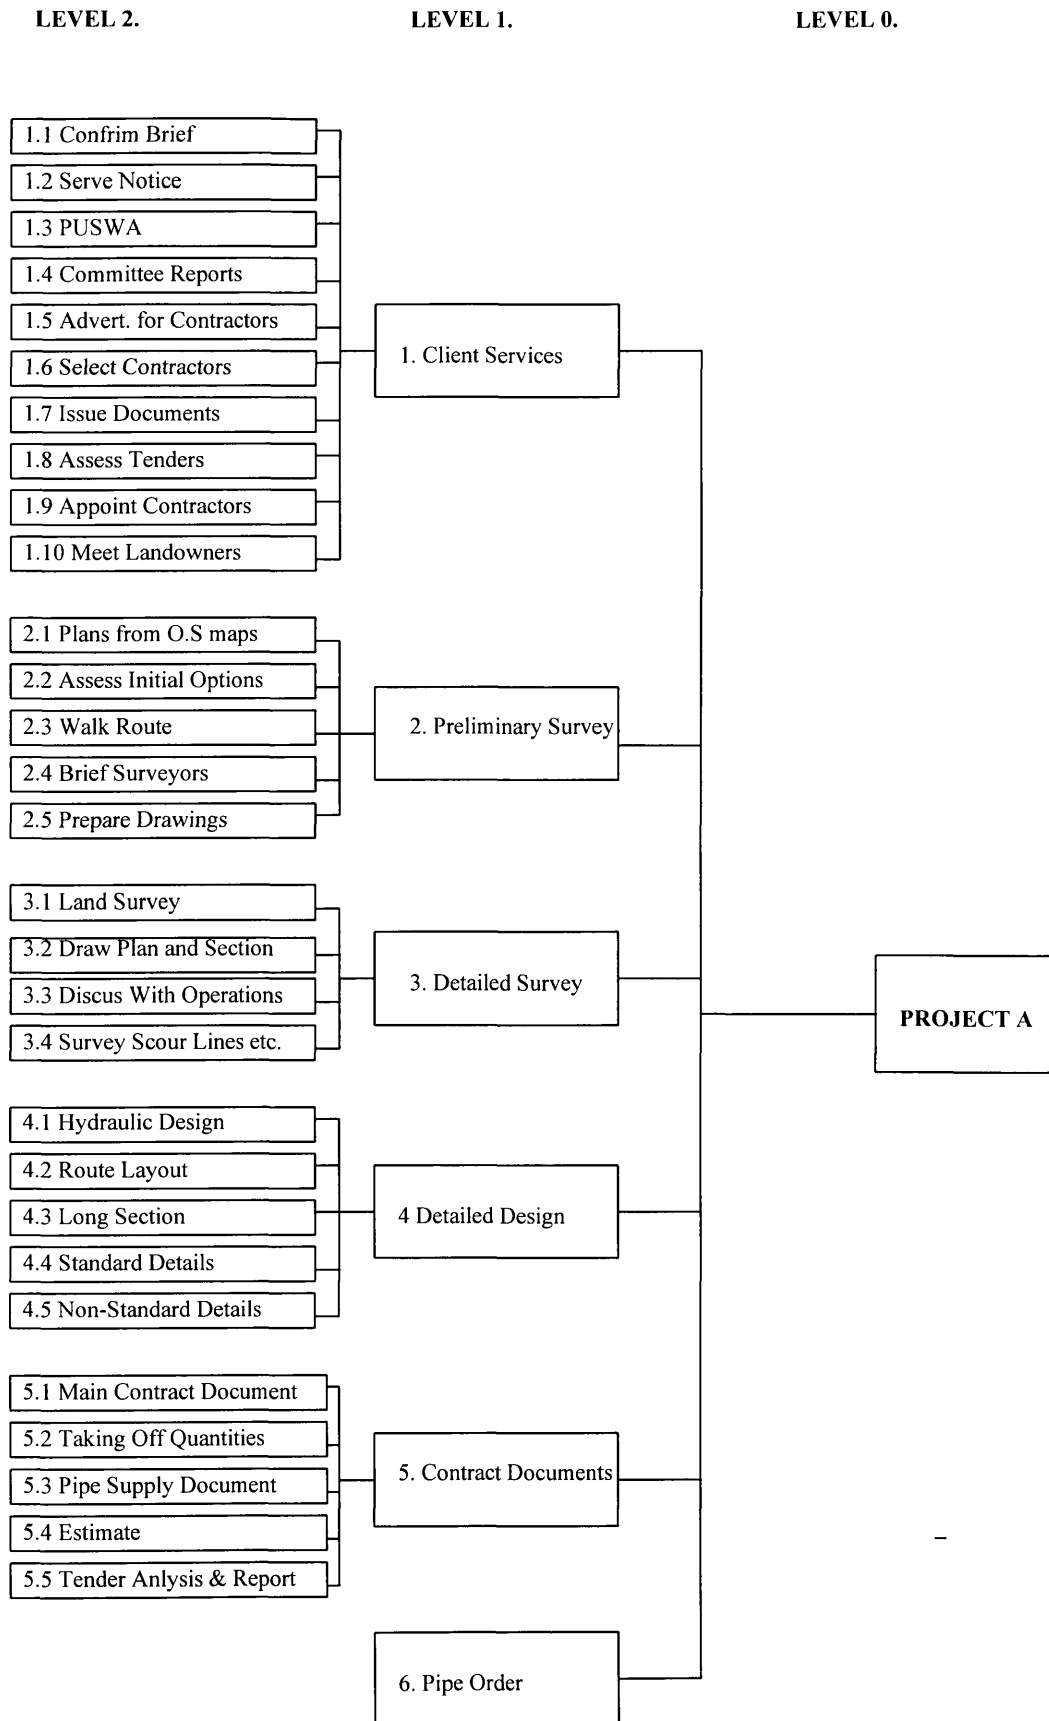 LEVEL 2. LEVEL 1. LEVEL 0.
1.1 Confrim Brief
1.2 Serve Notice
1.3 PUSWA
1.4 Committee Reports
1.5 Advert. for Contractors
1.6 Select Contractors
1.7 Issue Documents
1.8 Assess Tenders
1.9 Appoint Contractors
1.10 Meet Landowners
1. Client Services
2.1 Plans from O.S maps
2.2 Assess Initial Options
2.3 Walk Route
2.4 Brief Surveyors
2.5 Prepare Drawings
2. Preliminary Survey
3.1 Land Survey
3.2 Draw Plan and Section
3.3 Discus With Operations
3.4 Survey Scour Lines etc.
3. Detailed Survey
4.1 Hydraulic Design
4.2 Route Layout
4.3 Long Section
4.4 Standard Details
4.5 Non-Standard Details
4 Detailed Design
5.1 Main Contract Document
5.2 Taking Off Quantities
5.3 Pipe Supply Document
5.4 Estimate
5.5 Tender Anlysis & Report
5. Contract Documents
6. Pipe Order
PROJECT A